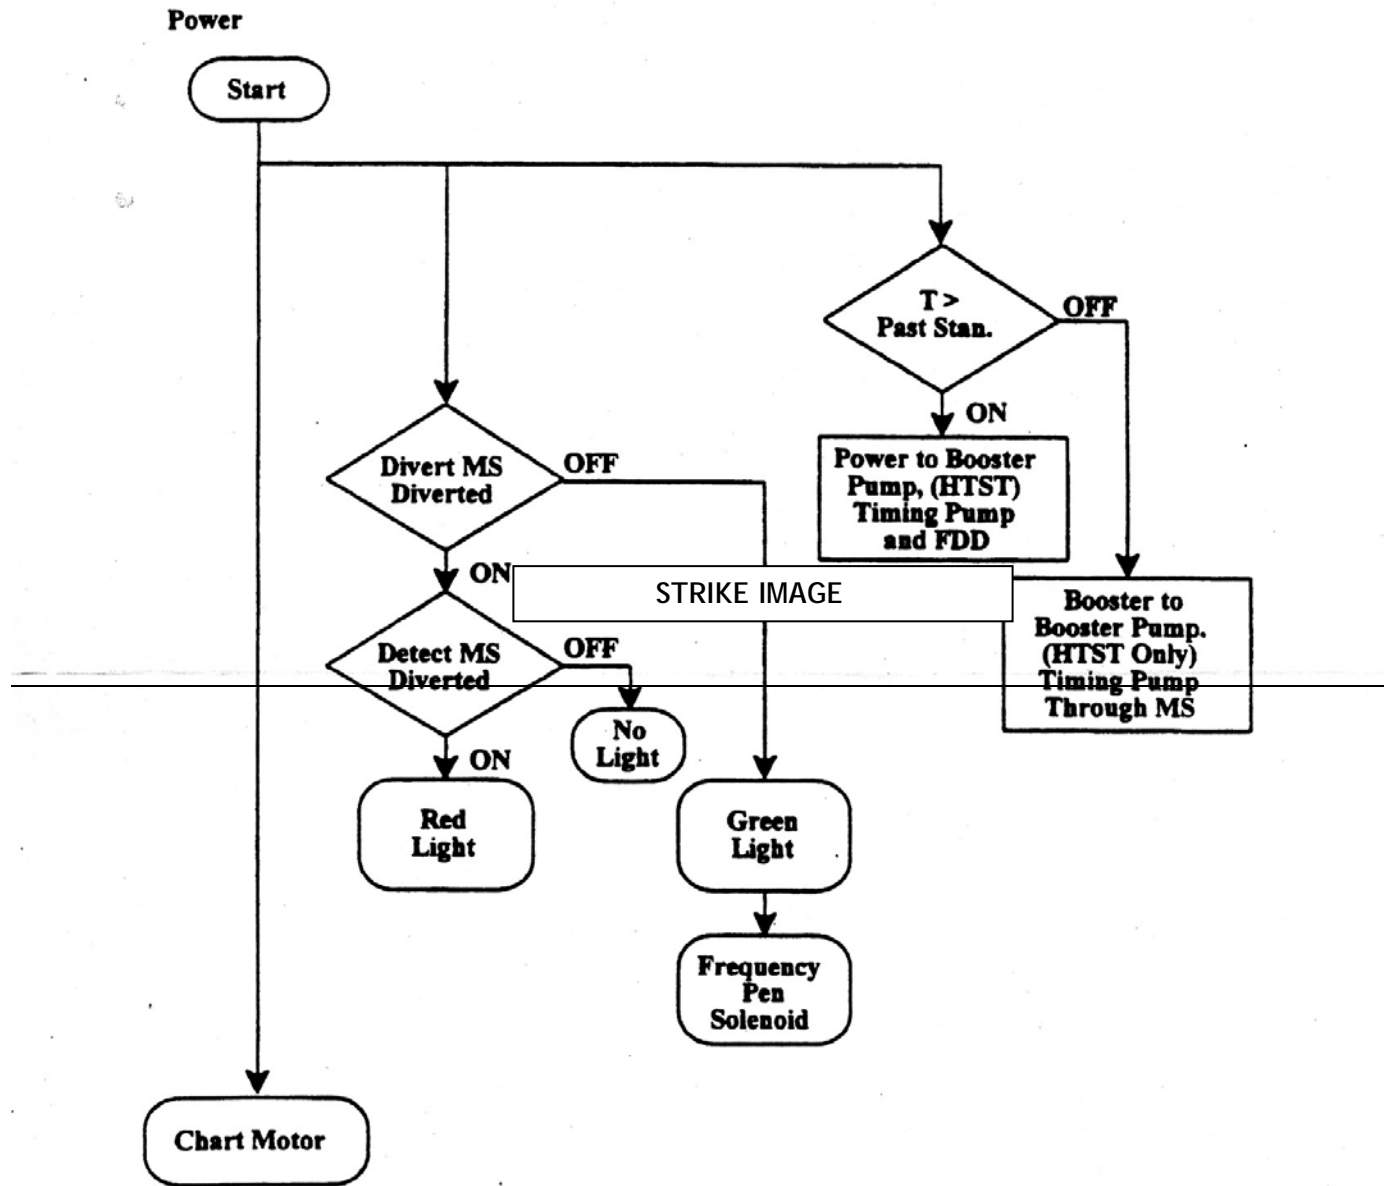 Power
Start
T >
Past Stan.
OFF
ON
Power to Booster
Pump, (HTST)
Timing Pump
and FDD
Divert MS
Diverted
OFF
ON
STRIKE IMAGE
Booster to
Booster Pump.
(HTST Only)
Timing Pump
Through MS
Detect MS
Diverted
OFF
No
Light
ON
Red
Light
Green
Light
Frequency
Pen
Solenoid
Chart Motor